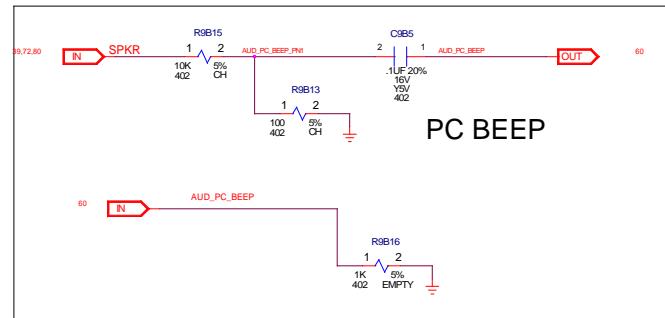 R9B15
C9B5
39,72,80
IN
SPKR
1
2
AUD_PC_BEEP_PN1
2
1
AUD_PC_BEEP
OUT
60
10K
402
5%
CH
.1UF 20%
16V
Y5V
402
R9B13
1
2
100
402
5%
CH
PC BEEP
60
IN
AUD_PC_BEEP
R9B16
1
2
1K
402
5%
EMPTY